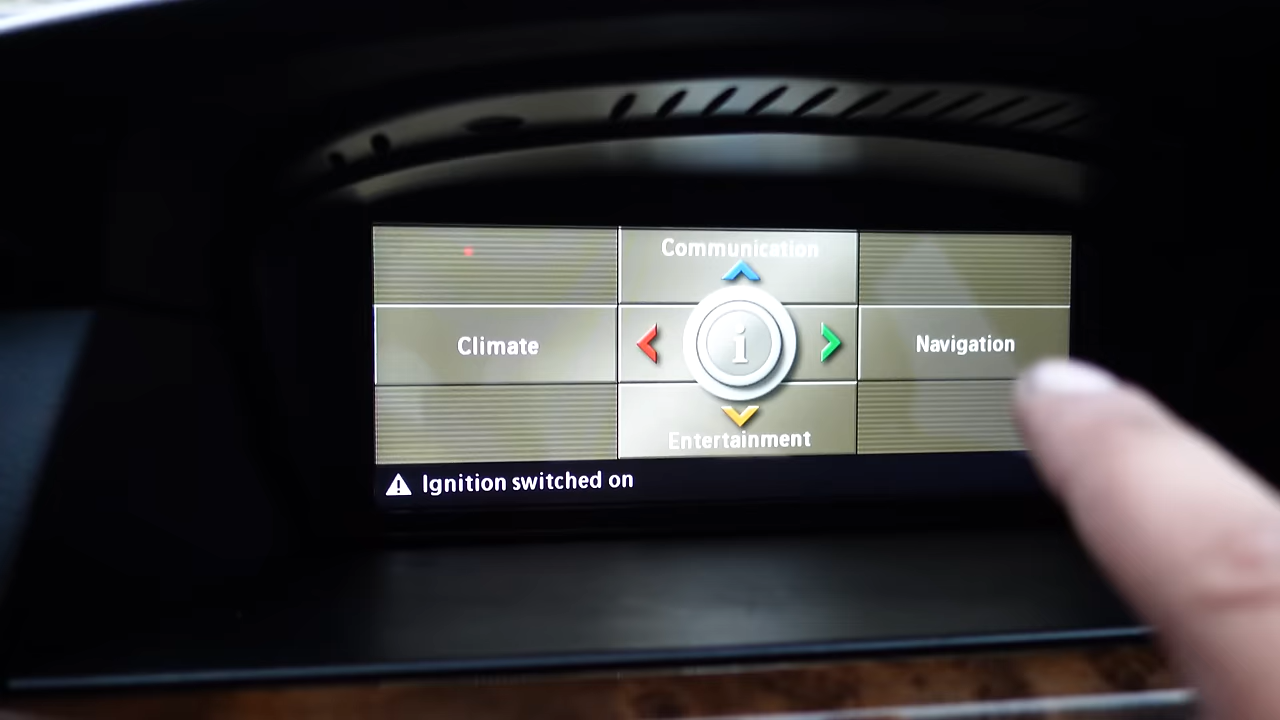 Communication
Climate
i
Navigation
Entertainment
Ignition switched on